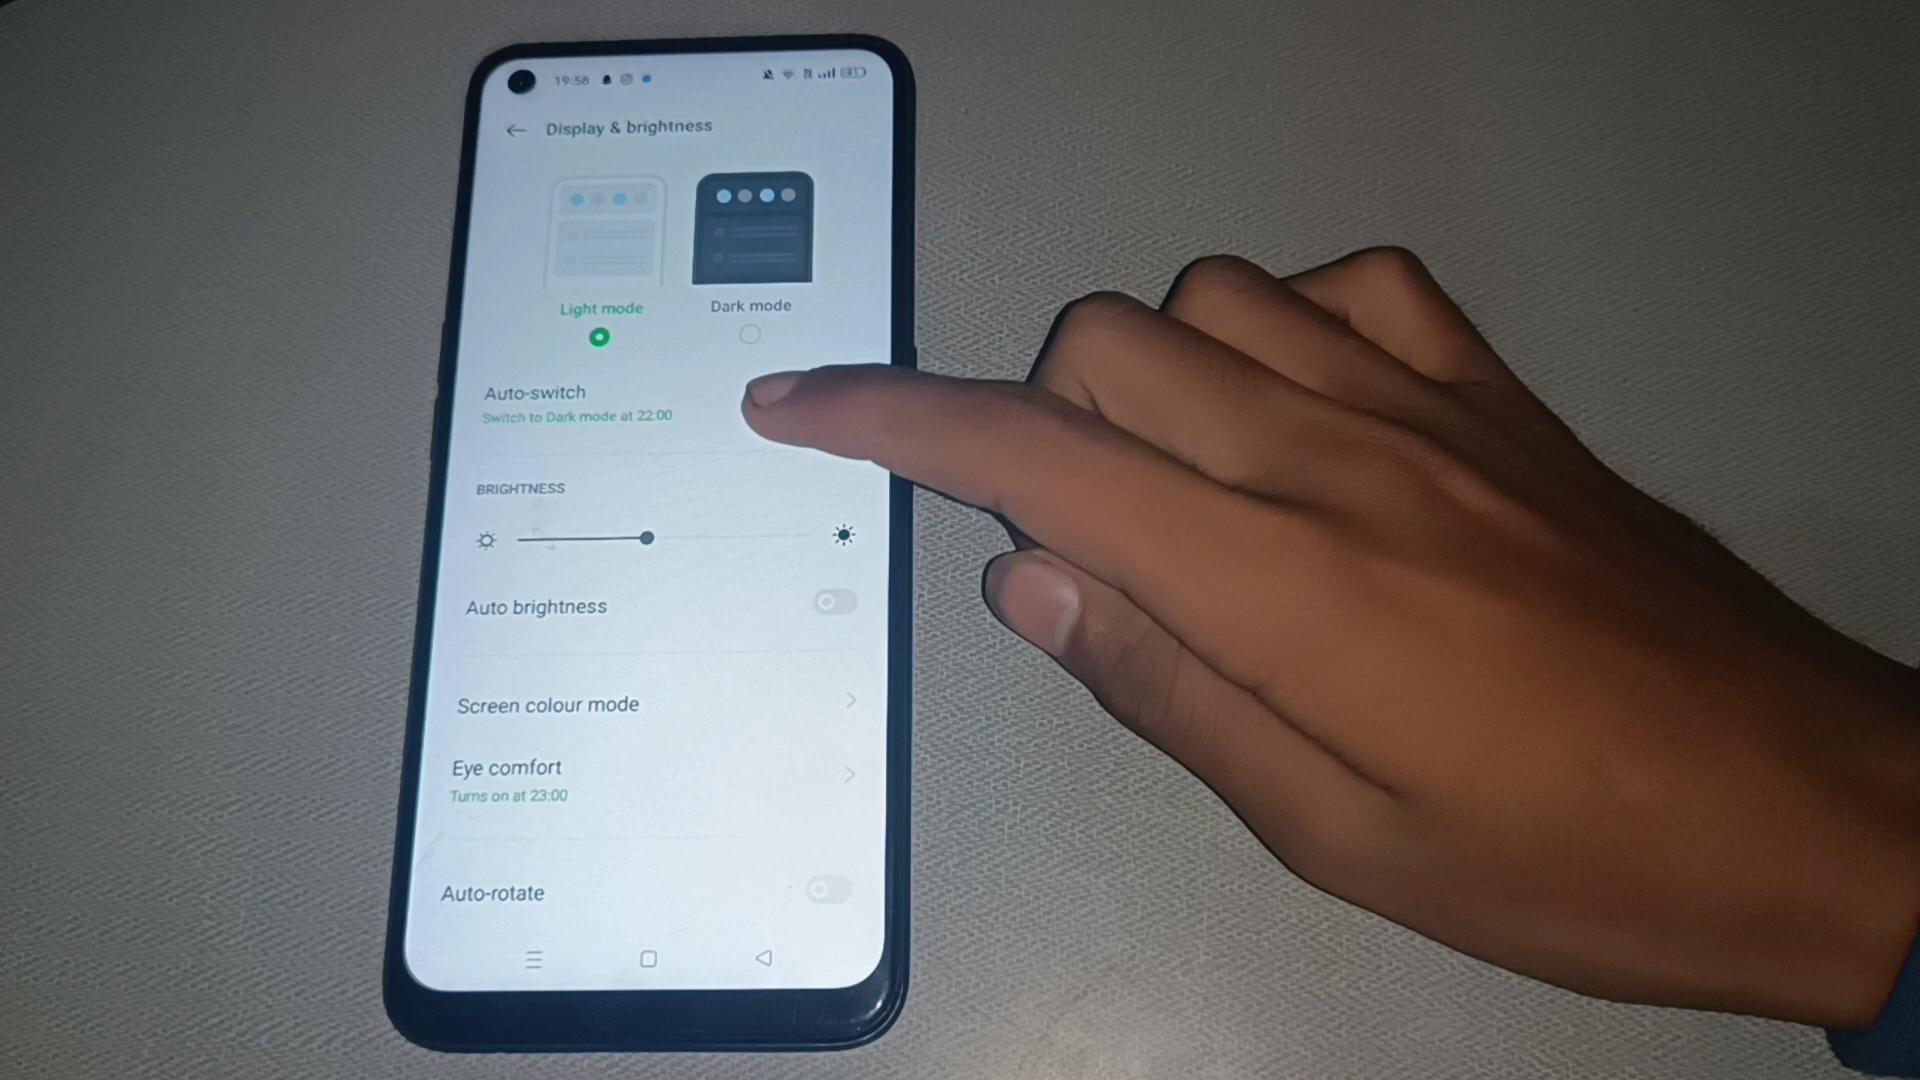 19:58
Display & brightness
Light mode
Dark mode
Auto-switch
Switch to Dark mode at 22:00
BRIGHTNESS
Auto brightness
Screen colour mode
Eye comfort
Turns on at 23:00
Auto-rotate